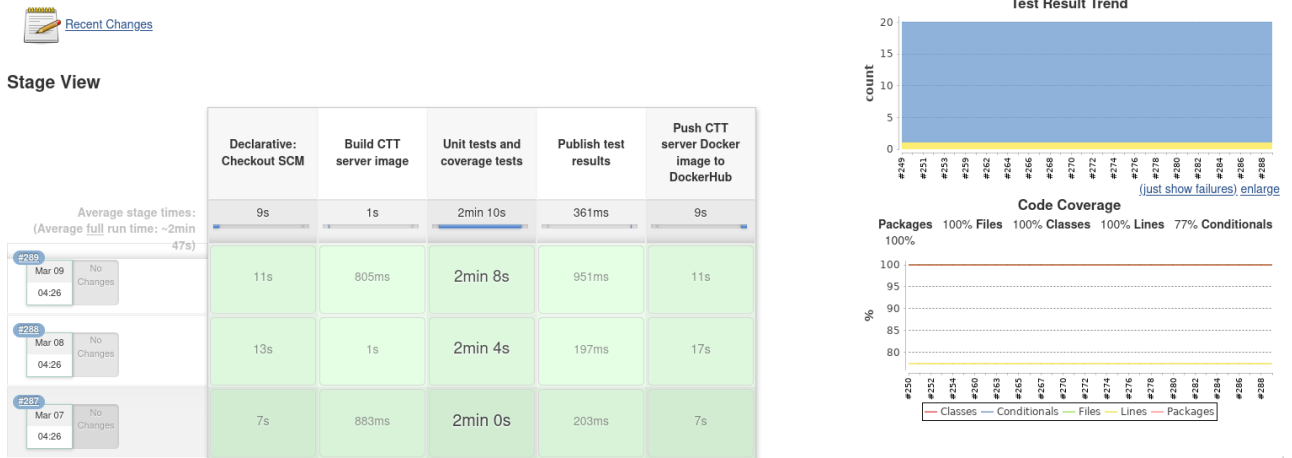 Recent Changes
Stage View
Declarative:
Checkout SCM
Build CTT
server image
Unit tests and
coverage tests
Publish test
results
Push CTT
server Docker
image to
DockerHub
Average stage times:
(Average full run time: ~2min
47s)
9s
1s
2min 10s
361ms
9s
#289
Mar 09
04:26
No
Changes
11s
805ms
2min 8s
951ms
11s
#288
Mar 08
04:26
No
Changes
13s
1s
2min 4s
197ms
17s
#287
Mar 07
04:26
No
Changes
7s
883ms
2min 0s
203ms
7s
Test Result Trend
count
20
15
10
5
0
#249
#251
#253
#259
#262
#264
#266
#268
#270
#272
#274
#276
#278
#280
#282
#284
#286
#288
(just show failures) enlarge
Code Coverage
Packages 100% Files 100% Classes 100% Lines 77% Conditionals
100%
%
100
95
90
85
80
#250
#252
#254
#260
#263
#265
#267
#270
#272
#274
#276
#278
#280
#282
#284
#286
#288
Classes Conditionals Files Lines Packages